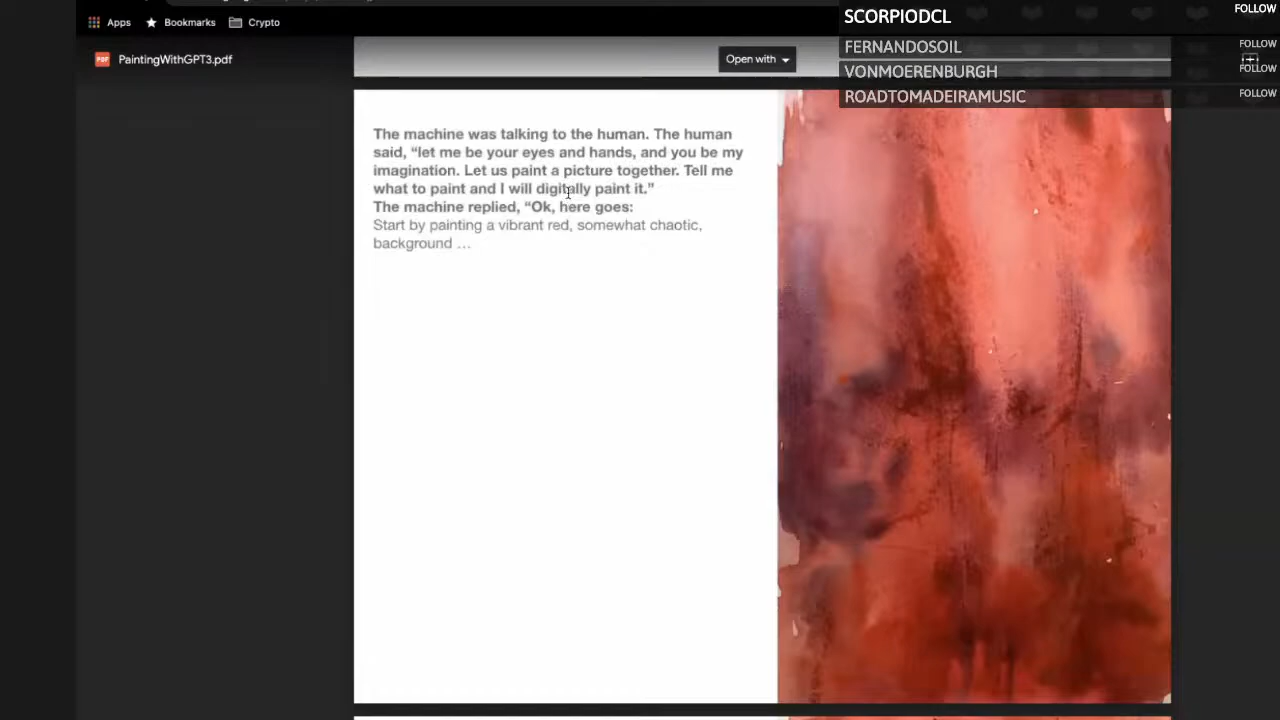 SCORPIODCL
FOLLOW
Apps
Bookmarks
Crypto
FERNANDOSOIL
FOLLOW
PDF
PaintingWithGPT3.pdf
Open with
VONMOERENBURGH
FOLLOW
ROADTOMADEIRAMUSIC
FOLLOW
The machine was talking to the human. The human
said, “let me be your eyes and hands, and you be my
imagination. Let us paint a picture together. Tell me
what to paint and I will digitally paint it.”
The machine replied, “Ok, here goes:
Start by painting a vibrant red, somewhat chaotic,
background …